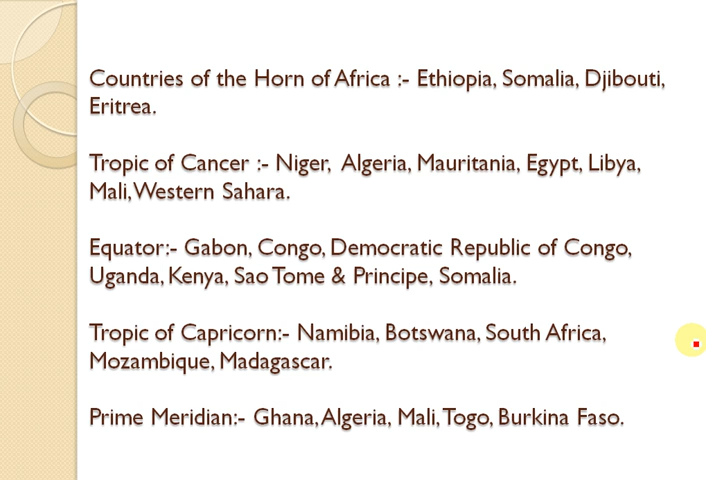 Countries of the Horn of Africa :- Ethiopia, Somalia, Djibouti,
Eritrea.
Tropic of Cancer :- Niger,  Algeria, Mauritania, Egypt, Libya,
Mali,Western Sahara.
Equator:- Gabon, Congo, Democratic Republic of Congo,
Uganda, Kenya, Sao Tome & Principe, Somalia.
Tropic of Capricorn:- Namibia, Botswana, South Africa,
Mozambique, Madagascar.
Prime Meridian:- Ghana,Algeria, Mali,Togo, Burkina Faso.